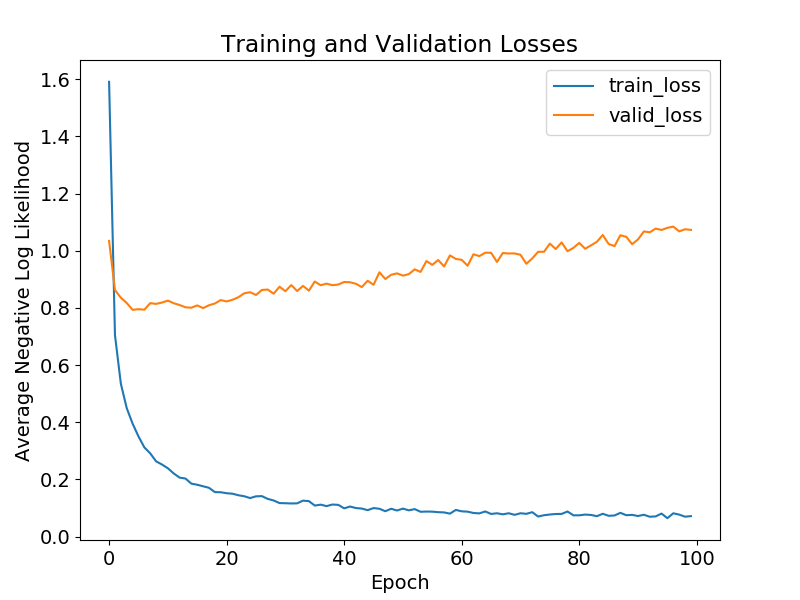 Training and Validation Losses
train_loss
valid_loss
Average Negative Log Likelihood
1.6
1.4
1.2
1.0
0.8
0.6
0.4
0.2
0.0
0 20 40 60 80 100
Epoch